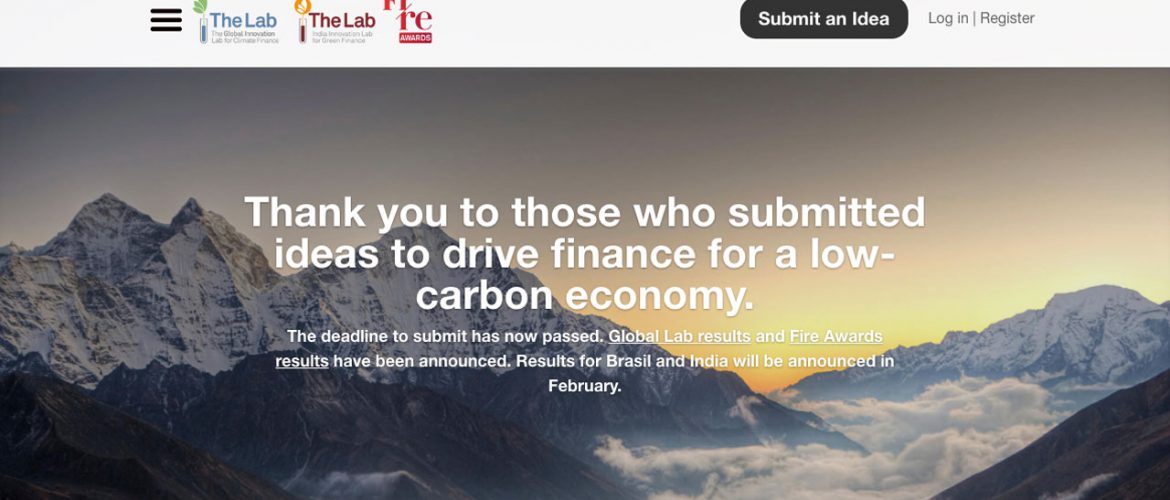 The Lab
The Global Innovation
Lab for Climate Finance
The Lab
India Innovation Lab
for Green Finance
Fire
AWARDS
Submit an Idea
Log in | Register
Thank you to those who submitted
ideas to drive finance for a low-
carbon economy.
The deadline to submit has now passed. Global Lab results and Fire Awards
results have been announced. Results for Brasil and India will be announced in
February.